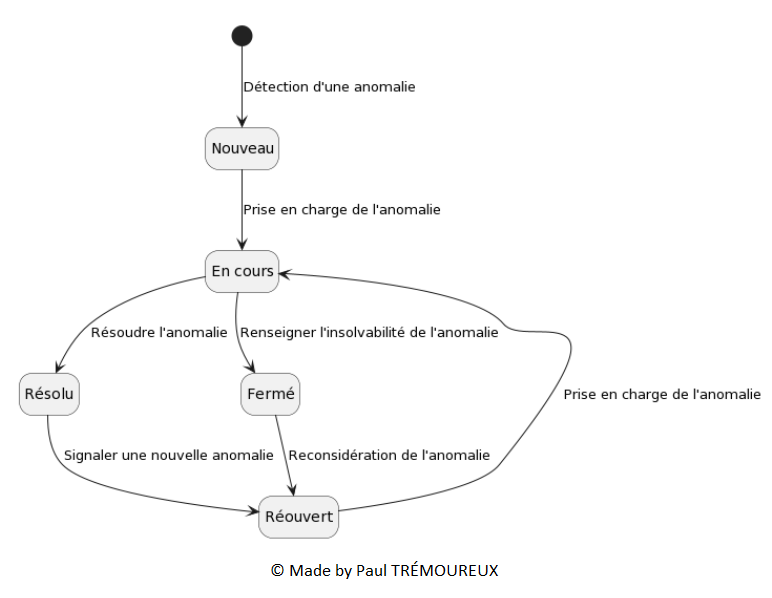 Détection d'une anomalie
Nouveau
Prise en charge de l'anomalie
En cours
Résoudre l'anomalie
Renseigner l'insolvabilité de l'anomalie
Résolu
Fermé
Prise en charge de l'anomalie
Signaler une nouvelle anomalie
Reconsidération de l'anomalie
Réouvert
© Made by Paul TRÉMOUREUX